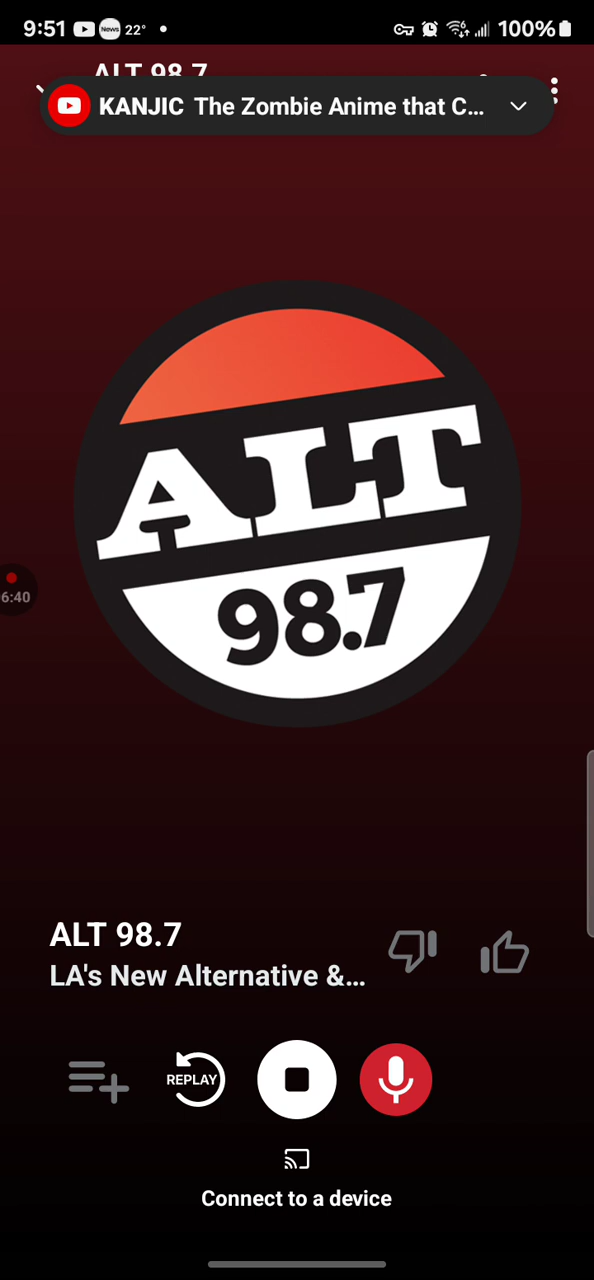 9:51 News 22° 100%
ALT 98.7
KANJIC The Zombie Anime that C...
ALT
98.7
6:40
ALT 98.7
LA's New Alternative &...
REPLAY
Connect to a device